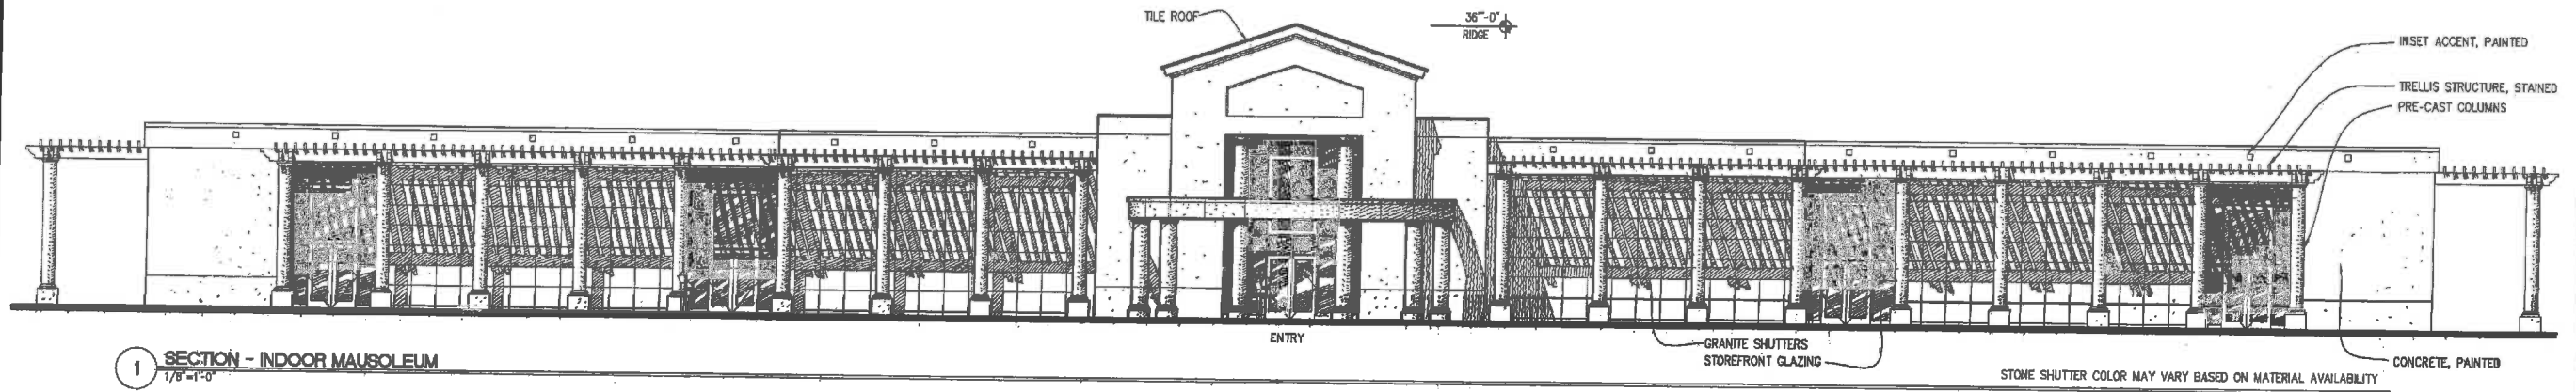 TILE ROOF
36'-0"
RIDGE
INSET ACCENT, PAINTED
TRELLIS STRUCTURE, STAINED
PRE-CAST COLUMNS
ENTRY
GRANITE SHUTTERS
STOREFRONT GLAZING
CONCRETE, PAINTED
STONE SHUTTER COLOR MAY VARY BASED ON MATERIAL AVAILABILITY
1
SECTION - INDOOR MAUSOLEUM
1/8"=1'-0"